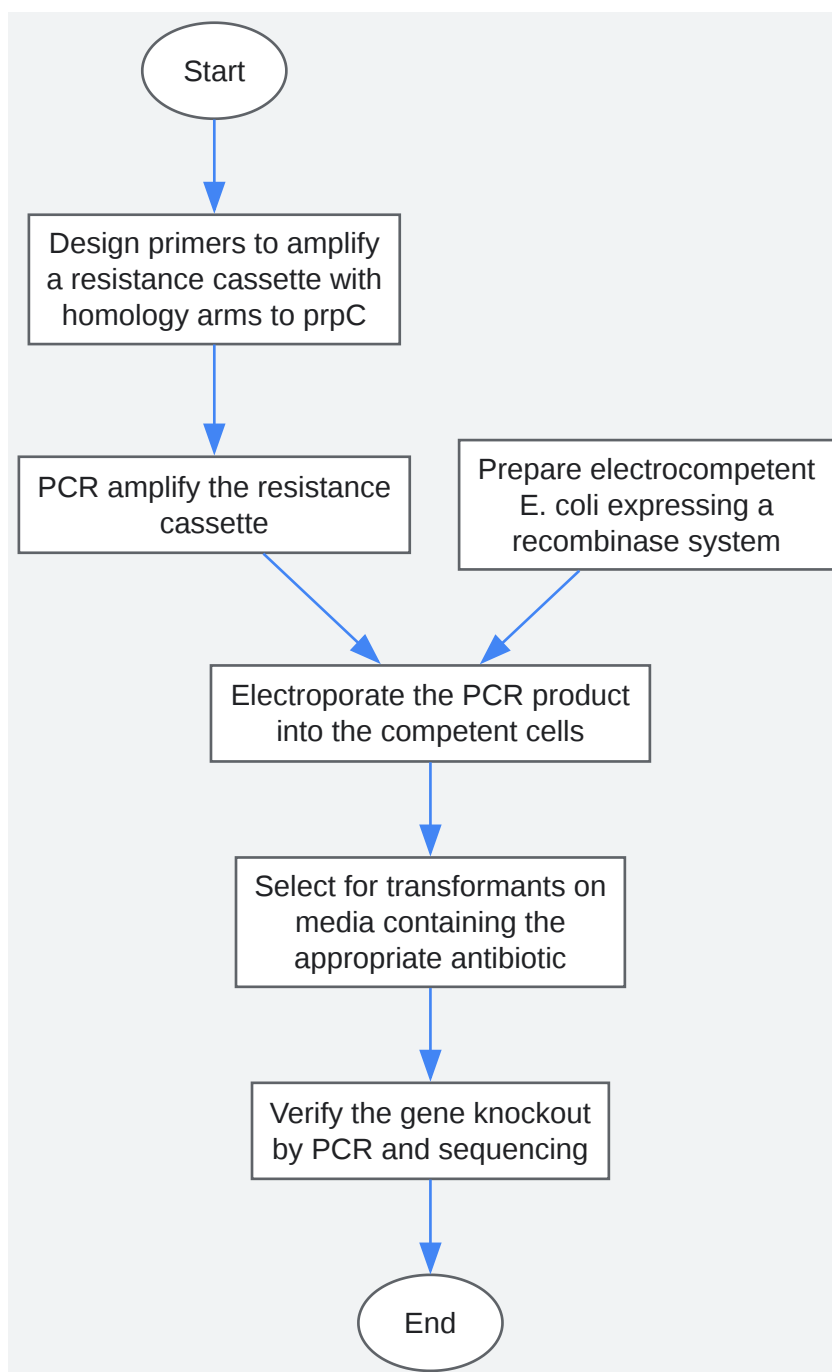 Start
Design primers to amplify
a resistance cassette with
homology arms to prpC
PCR amplify the resistance
cassette
Prepare electrocompetent
E. coli expressing a
recombinase system
Electroporate the PCR product
into the competent cells
Select for transformants on
media containing the
appropriate antibiotic
Verify the gene knockout
by PCR and sequencing
End